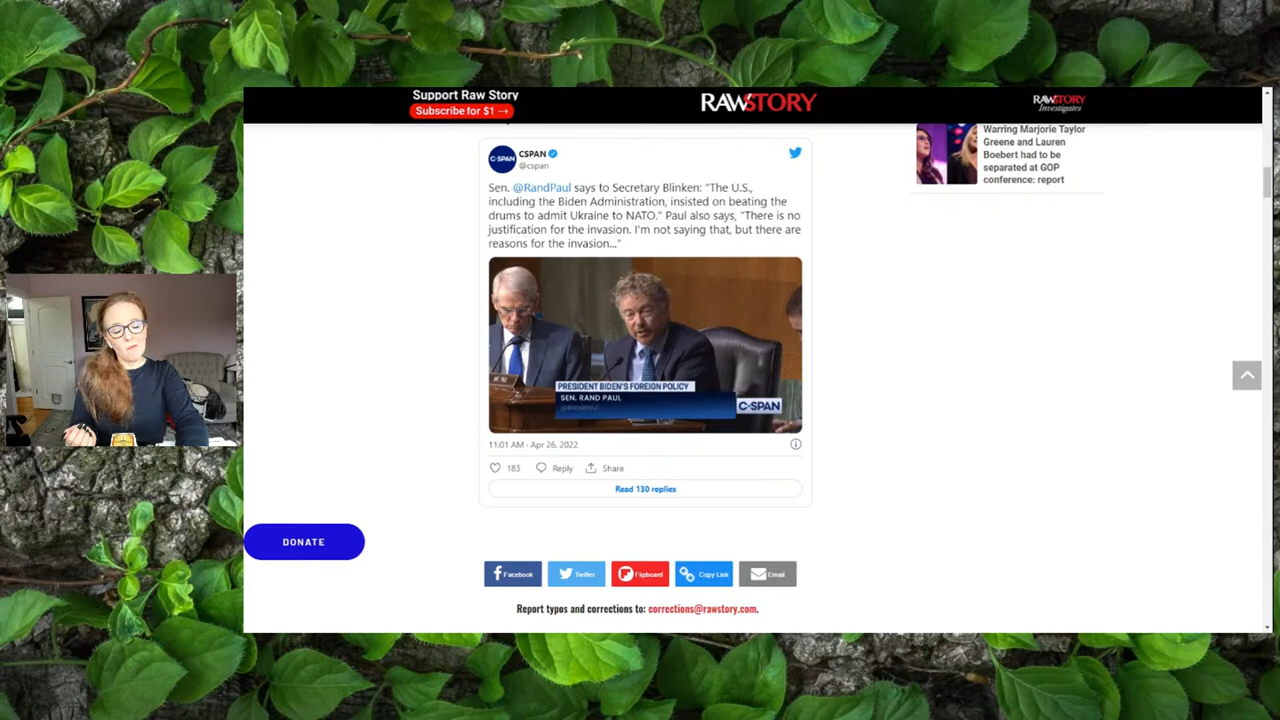 Support Raw Story
Subscribe for $1 →
RAWSTORY
RAWSTORY
Investigates
Warring Marjorie Taylor
Greene and Lauren
Boebert had to be
separated at GOP
conference: report
C-SPAN
CSPAN
@cspan
Sen. @RandPaul says to Secretary Blinken: "The U.S.,
including the Biden Administration, insisted on beating the
drums to admit Ukraine to NATO." Paul also says, "There is no
justification for the invasion. I'm not saying that, but there are
reasons for the invasion..."
PRESIDENT BIDEN'S FOREIGN POLICY
SEN. RAND PAUL
@RandPaul
C-SPAN
11:01 AM · Apr 26, 2022
183 Reply Share
Read 130 replies
DONATE
Facebook Twitter Flipboard Copy Link Email
Report typos and corrections to: corrections@rawstory.com.